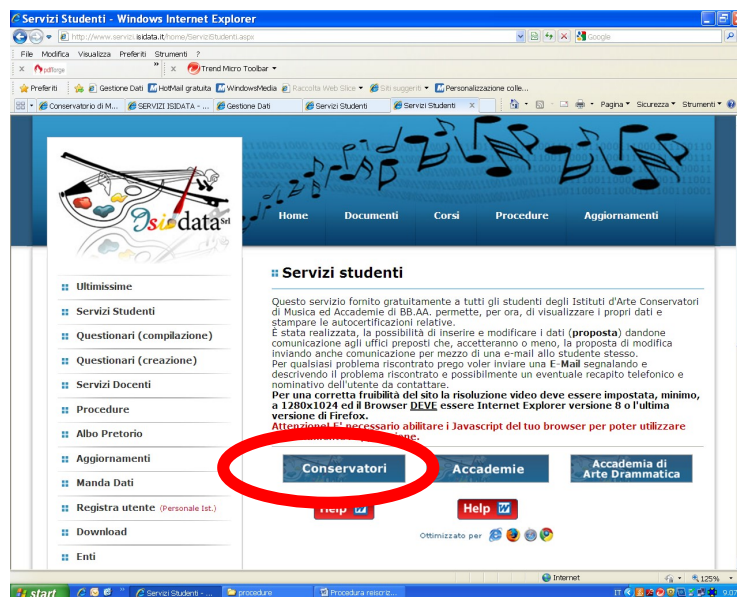 Servizi Studenti - Windows Internet Explorer
http://www.servizi.isidata.it/home/ServiziStudenti.aspx
Google
File Modifica Visualizza Preferiti Strumenti ?
x pdfforge » x Trend Micro Toolbar
Preferiti Gestione Dati HotMail gratuita WindowsMedia Raccolta Web Slice Siti suggeriti Personalizzazione colle...
Conservatorio di M... SERVIZI ISIDATA - ... Gestione Dati Servizi Studenti Servizi Studenti X Pagina Sicurezza Strumenti
Isidata Srl
Home Documenti Corsi Procedure Aggiornamenti
Ultimissime
Servizi Studenti
Questionari (compilazione)
Questionari (creazione)
Servizi Docenti
Procedure
Albo Pretorio
Aggiornamenti
Manda Dati
Registra utente (Personale Ist.)
Download
Enti
Servizi studenti
Questo servizio fornito gratuitamente a tutti gli studenti degli Istituti d'Arte Conservatori
di Musica ed Accademie di BB.AA. permette, per ora, di visualizzare i propri dati e
stampare le autocertificazioni relative.
È stata realizzata, la possibilità di inserire e modificare i dati (proposta) dandone
comunicazione agli uffici preposti che, accetteranno o meno, la proposta di modifica
inviando anche comunicazione per mezzo di una e-mail allo studente stesso.
Per qualsiasi problema riscontrato prego voler inviare una E-Mail segnalando e
descrivendo il problema riscontrato e possibilmente un eventuale recapito telefonico e
nominativo dell'utente da contattare.
Per una corretta fruibilità del sito la risoluzione video deve essere impostata, minimo,
a 1280x1024 ed il Browser DEVE essere Internet Explorer versione 8 o l'ultima
versione di Firefox.
Attenzione! E' necessario abilitare i Javascript del tuo browser per poter utilizzare
Conservatori Accademie Accademia di
Arte Drammatica
Help Help
Ottimizzato per
Internet 125%
start Servizi Studenti - ... procedure Procedura reiscriz... IT 9.07